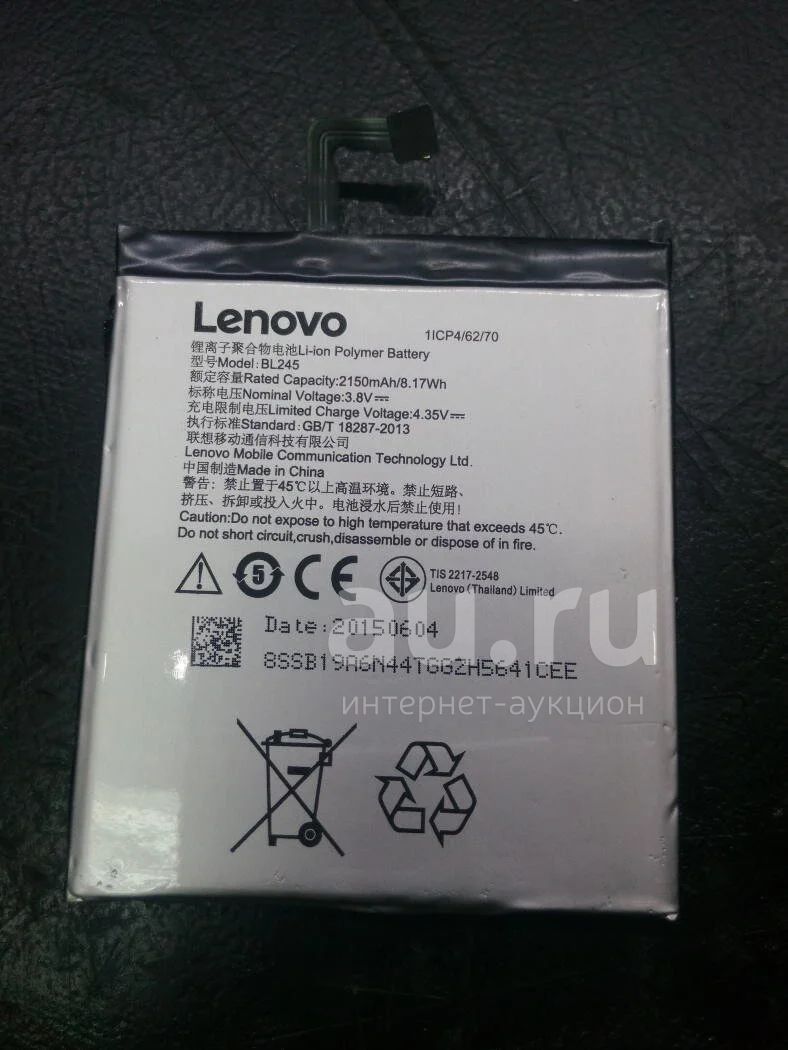 Lenovo
1ICP4/62/70
锂离子聚合物电池Li-ion Polymer Battery
型号Model:BL245
额定容量Rated Capacity:2150mAh/8.17Wh
标称电压Nominal Voltage:3.8V⎓
充电限制电压Limited Charge Voltage:4.35V⎓
执行标准Standard:GB/T 18287-2013
联想移动通信科技有限公司
Lenovo Mobile Communication Technology Ltd.
中国制造Made in China
警告：禁止置于45℃以上高温环境。禁止短路、
挤压、拆卸或投入火中。电池浸水后禁止使用！
Caution:Do not expose to high temperature that exceeds 45℃.
Do not short circuit,crush,disassemble or dispose of in fire.
5
CE
TIS 2217-2548
Lenovo (Thailand) Limited
Date:20150604
8SSB19A6N44TGG2H5641CEE
au.ru
интернет-аукцион